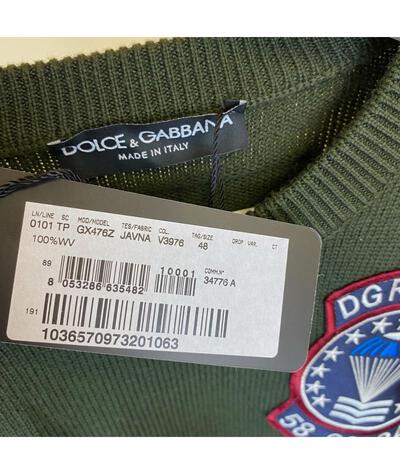 DOLCE & GABBANA
MADE IN ITALY
LN/LINE SC MOD/MODEL TES/FABRIC COL. TAG/SIZE DROP VAR. CT
0101 TP GX476Z JAVNA V3976 48
100%WV
89
10001
COMM.N°
8 053286 635482
34776 A
191
1036570973201063
DGR